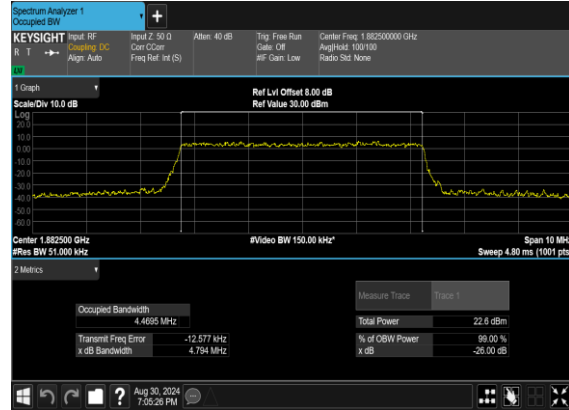 Spectrum Analyzer 1
Occupied BW
+
KEYSIGHT Input: RF Input Z: 50 Ω Atten: 40 dB Trig: Free Run Center Freq: 1.882500000 GHz
R T Coupling: DC Corr CCorr Gate: Off Avg|Hold: 100/100
Align: Auto Freq Ref: Int (S) #IF Gain: Low Radio Std: None
LXI
1 Graph
Ref Lvl Offset 8.00 dB
Scale/Div 10.0 dB Ref Value 30.00 dBm
Log
20.0
10.0
0.00
-10.0
-20.0
-30.0
-40.0
-50.0
-60.0
Center 1.882500 GHz #Video BW 150.00 kHz* Span 10 MHz
#Res BW 51.000 kHz Sweep 4.80 ms (1001 pts
2 Metrics
Measure Trace Trace 1
Occupied Bandwidth
4.4695 MHz Total Power 22.6 dBm
Transmit Freq Error -12.577 kHz % of OBW Power 99.00 %
x dB Bandwidth 4.794 MHz x dB -26.00 dB
? Aug 30, 2024
7:05:26 PM